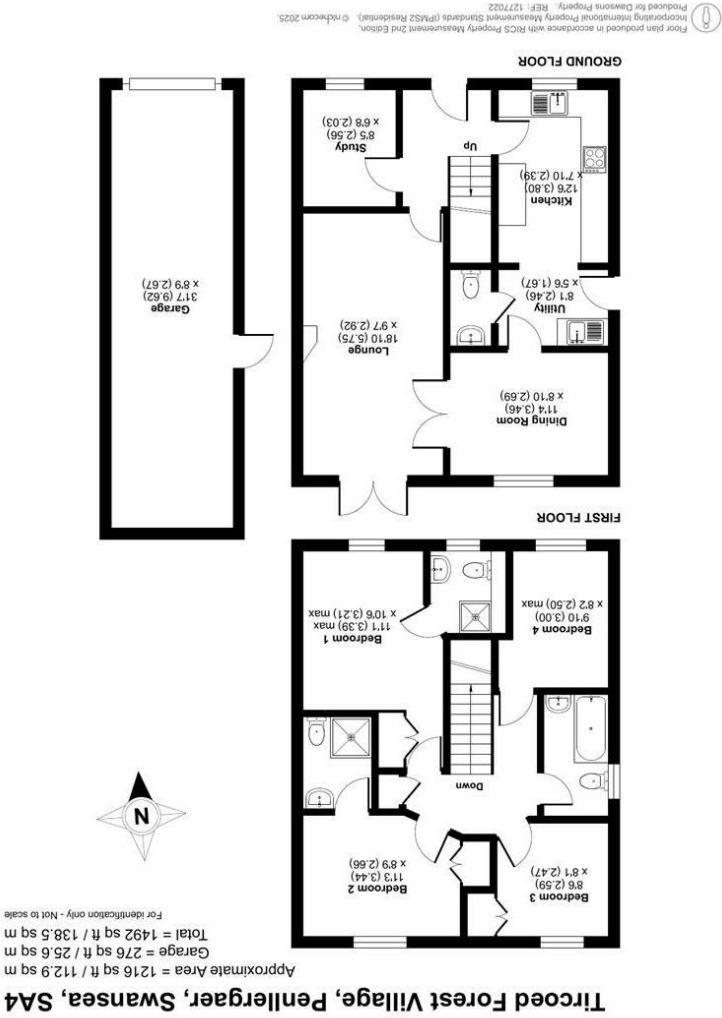 Tircoed Forest Village, Penllergaer, Swansea, SA4
Approximate Area = 1216 sq ft / 112.9 sq m
Garage = 276 sq ft / 25.6 sq m
Total = 1492 sq ft / 138.5 sq m
For identification only - Not to scale
Bedroom 3
8'6 (2.59)
x 8'1 (2.47)
Bedroom 2
11'3 (3.44)
x 8'9 (2.66)
N
Down
Bedroom 4
9'10 (3.00)
x 8'2 (2.50) max
Bedroom 1
11'1 (3.39) max
x 10'6 (3.21) max
FIRST FLOOR
Dining Room
11'4 (3.46)
x 8'10 (2.69)
Lounge
18'10 (5.75)
x 9'7 (2.92)
Utility
8'1 (2.46)
x 5'6 (1.67)
Garage
31'7 (9.62)
x 8'9 (2.67)
Kitchen
12'6 (3.80)
x 7'10 (2.39)
Up
Study
8'5 (2.56)
x 6'8 (2.03)
GROUND FLOOR
Floor plan produced in accordance with RICS Property Measurement 2nd Edition,
Incorporating International Property Measurement Standards (IPMS2 Residential). © nichecom 2025.
Produced for Dawsons Property. REF: 1277022